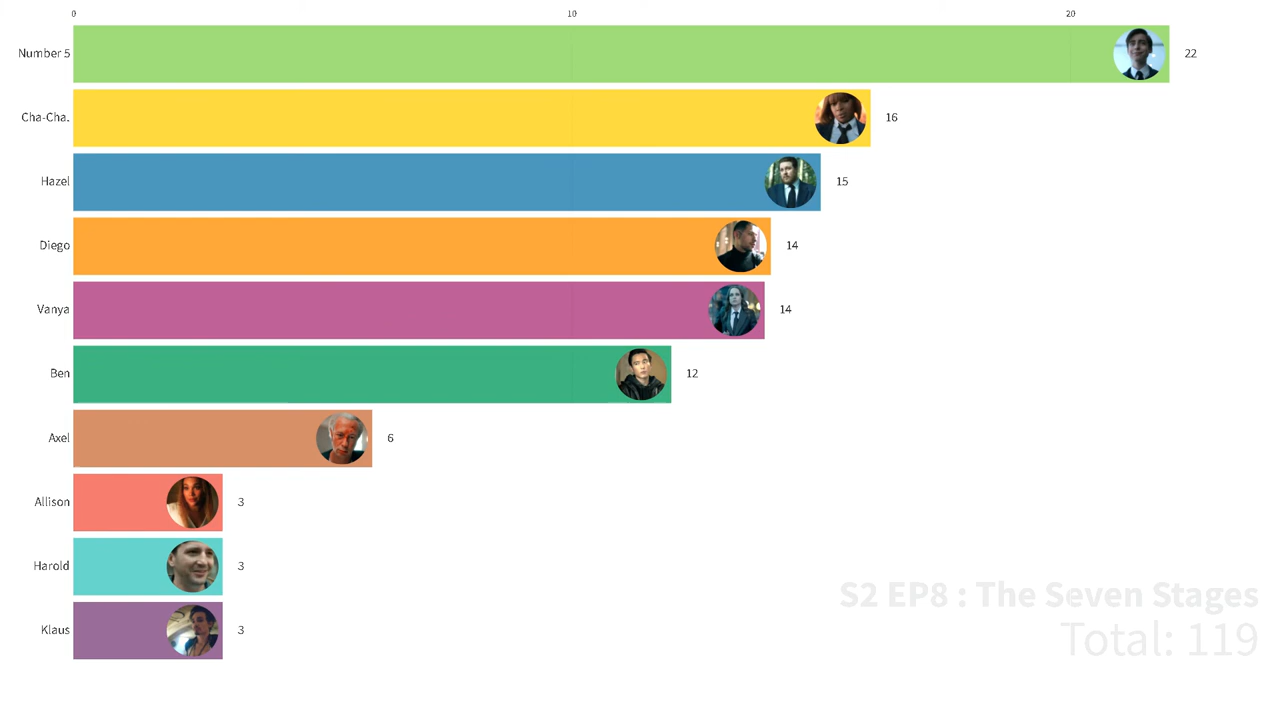 0 10 20
Number 5 22
Cha-Cha. 16
Hazel 15
Diego 14
Vanya 14
Ben 12
Axel 6
Allison 3
Harold 3
Klaus 3
S2 EP8 : The Seven Stages
Total: 119